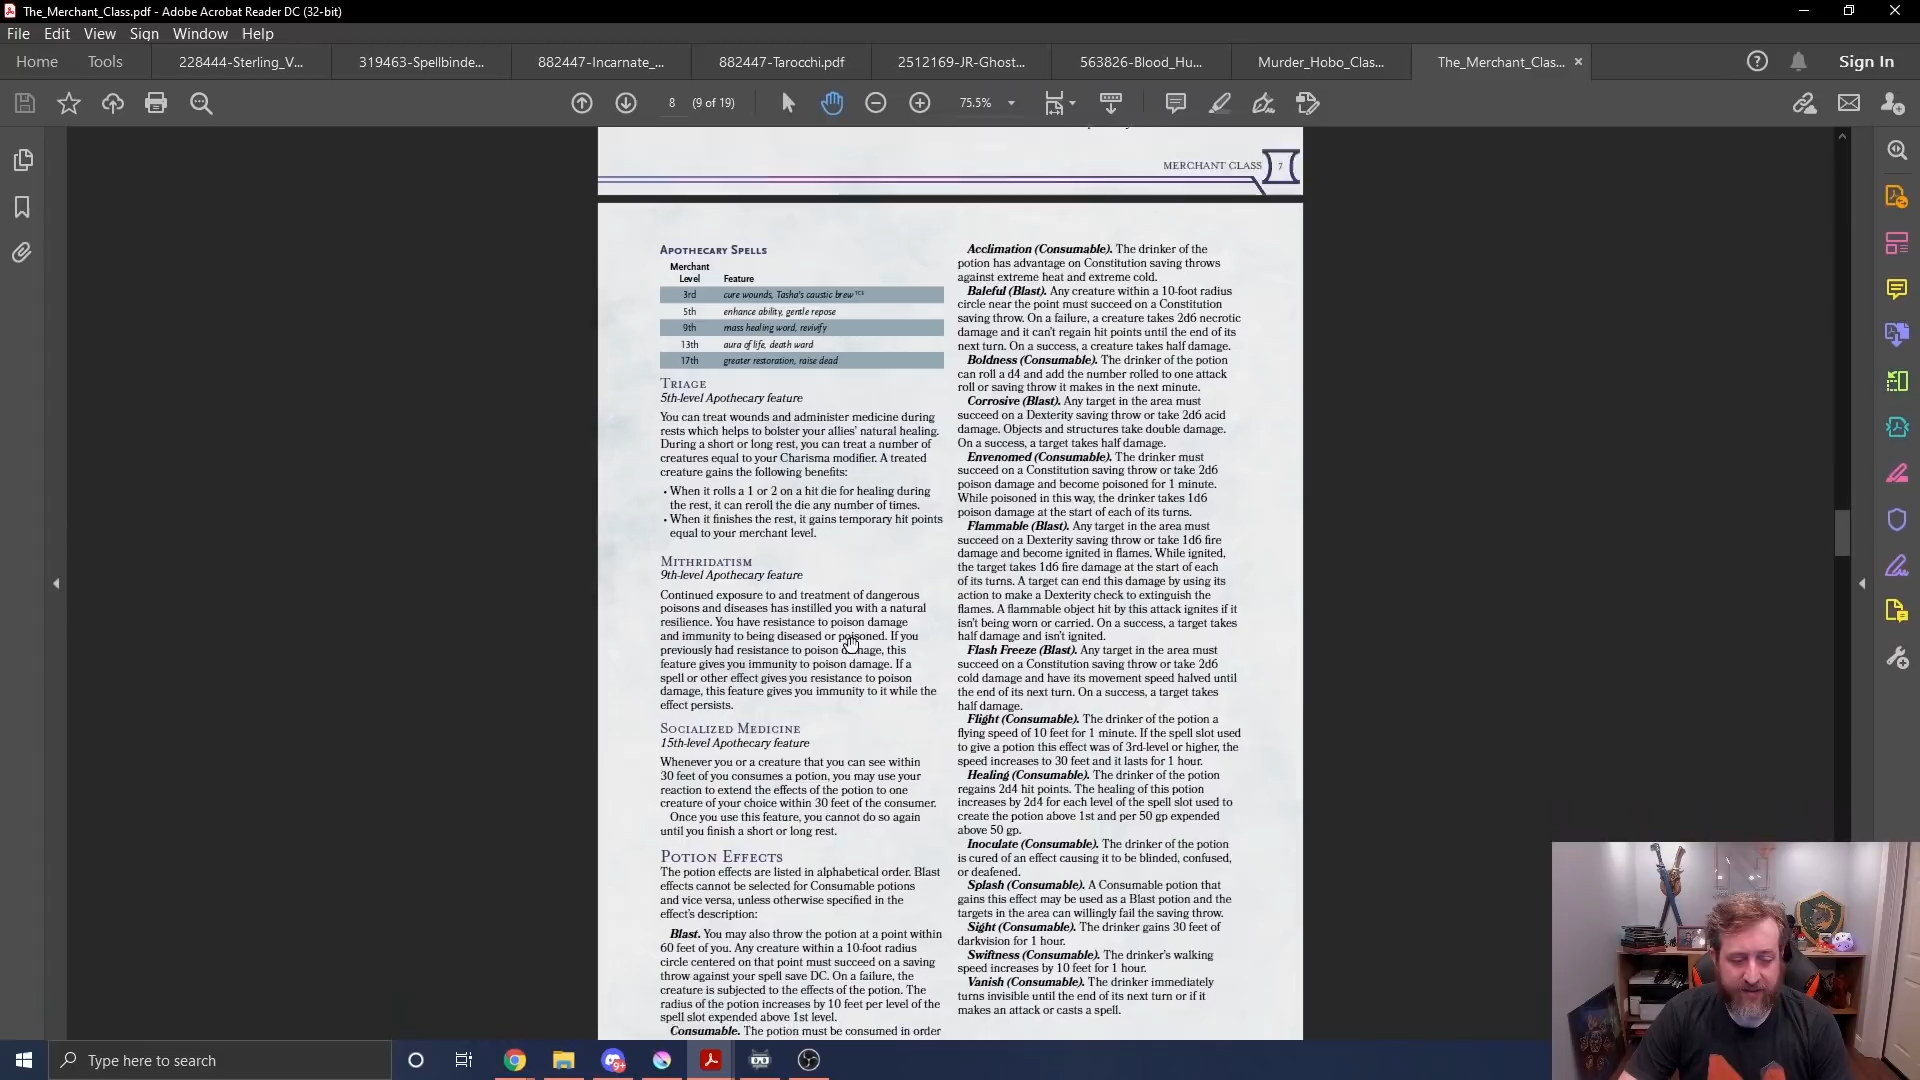 The_Merchant_Class.pdf - Adobe Acrobat Reader DC (32-bit)
File Edit View Sign Window Help
Home Tools 228444-Sterling_V... 319463-Spellbinde... 882447-Incarnate_... 882447-Tarocchi.pdf 2512169-JR-Ghost... 563826-Blood_Hu... Murder_Hobo_Clas... The_Merchant_Clas... Sign In
8 (9 of 19) 75.5%
MERCHANT CLASS 7
APOTHECARY SPELLS
Merchant
Level Feature
3rd cure wounds, Tasha's caustic brew TCE
5th enhance ability, gentle repose
9th mass healing word, revivify
13th aura of life, death ward
17th greater restoration, raise dead
TRIAGE
5th-level Apothecary feature
You can treat wounds and administer medicine during
rests which helps to bolster your allies' natural healing.
During a short or long rest, you can treat a number of
creatures equal to your Charisma modifier. A treated
creature gains the following benefits:
• When it rolls a 1 or 2 on a hit die for healing during
the rest, it can reroll the die any number of times.
• When it finishes the rest, it gains temporary hit points
equal to your merchant level.
MITHRIDATISM
9th-level Apothecary feature
Continued exposure to and treatment of dangerous
poisons and diseases has instilled you with a natural
resilience. You have resistance to poison damage
and immunity to being diseased or poisoned. If you
previously had resistance to poison damage, this
feature gives you immunity to poison damage. If a
spell or other effect gives you resistance to poison
damage, this feature gives you immunity to it while the
effect persists.
SOCIALIZED MEDICINE
15th-level Apothecary feature
Whenever you or a creature that you can see within
30 feet of you consumes a potion, you may use your
reaction to extend the effects of the potion to one
creature of your choice within 30 feet of the consumer.
Once you use this feature, you cannot do so again
until you finish a short or long rest.
POTION EFFECTS
The potion effects are listed in alphabetical order. Blast
effects cannot be selected for Consumable potions
and vice versa, unless otherwise specified in the
effect's description:
Blast. You may also throw the potion at a point within
60 feet of you. Any creature within a 10-foot radius
circle centered on that point must succeed on a saving
throw against your spell save DC. On a failure, the
creature is subjected to the effects of the potion. The
radius of the potion increases by 10 feet per level of the
spell slot expended above 1st level.
Consumable. The potion must be consumed in order
Acclimation (Consumable). The drinker of the
potion has advantage on Constitution saving throws
against extreme heat and extreme cold.
Baleful (Blast). Any creature within a 10-foot radius
circle near the point must succeed on a Constitution
saving throw. On a failure, a creature takes 2d6 necrotic
damage and it can't regain hit points until the end of its
next turn. On a success, a creature takes half damage.
Boldness (Consumable). The drinker of the potion
can roll a d4 and add the number rolled to one attack
roll or saving throw it makes in the next minute.
Corrosive (Blast). Any target in the area must
succeed on a Dexterity saving throw or take 2d6 acid
damage. Objects and structures take double damage.
On a success, a target takes half damage.
Envenomed (Consumable). The drinker must
succeed on a Constitution saving throw or take 2d6
poison damage and become poisoned for 1 minute.
While poisoned in this way, the drinker takes 1d6
poison damage at the start of each of its turns.
Flammable (Blast). Any target in the area must
succeed on a Dexterity saving throw or take 1d6 fire
damage and become ignited in flames. While ignited,
the target takes 1d6 fire damage at the start of each
of its turns. A target can end this damage by using its
action to make a Dexterity check to extinguish the
flames. A flammable object hit by this attack ignites if it
isn't being worn or carried. On a success, a target takes
half damage and isn't ignited.
Flash Freeze (Blast). Any target in the area must
succeed on a Constitution saving throw or take 2d6
cold damage and have its movement speed halved until
the end of its next turn. On a success, a target takes
half damage.
Flight (Consumable). The drinker of the potion a
flying speed of 10 feet for 1 minute. If the spell slot used
to give a potion this effect was of 3rd-level or higher, the
speed increases to 30 feet and it lasts for 1 hour.
Healing (Consumable). The drinker of the potion
regains 2d4 hit points. The healing of this potion
increases by 2d4 for each level of the spell slot used to
create the potion above 1st and per 50 gp expended
above 50 gp.
Inoculate (Consumable). The drinker of the potion
is cured of an effect causing it to be blinded, confused,
or deafened.
Splash (Consumable). A Consumable potion that
gains this effect may be used as a Blast potion and the
targets in the area can willingly fail the saving throw.
Sight (Consumable). The drinker gains 30 feet of
darkvision for 1 hour.
Swiftness (Consumable). The drinker's walking
speed increases by 10 feet for 1 hour.
Vanish (Consumable). The drinker immediately
turns invisible until the end of its next turn or if it
makes an attack or casts a spell.
Type here to search
9+